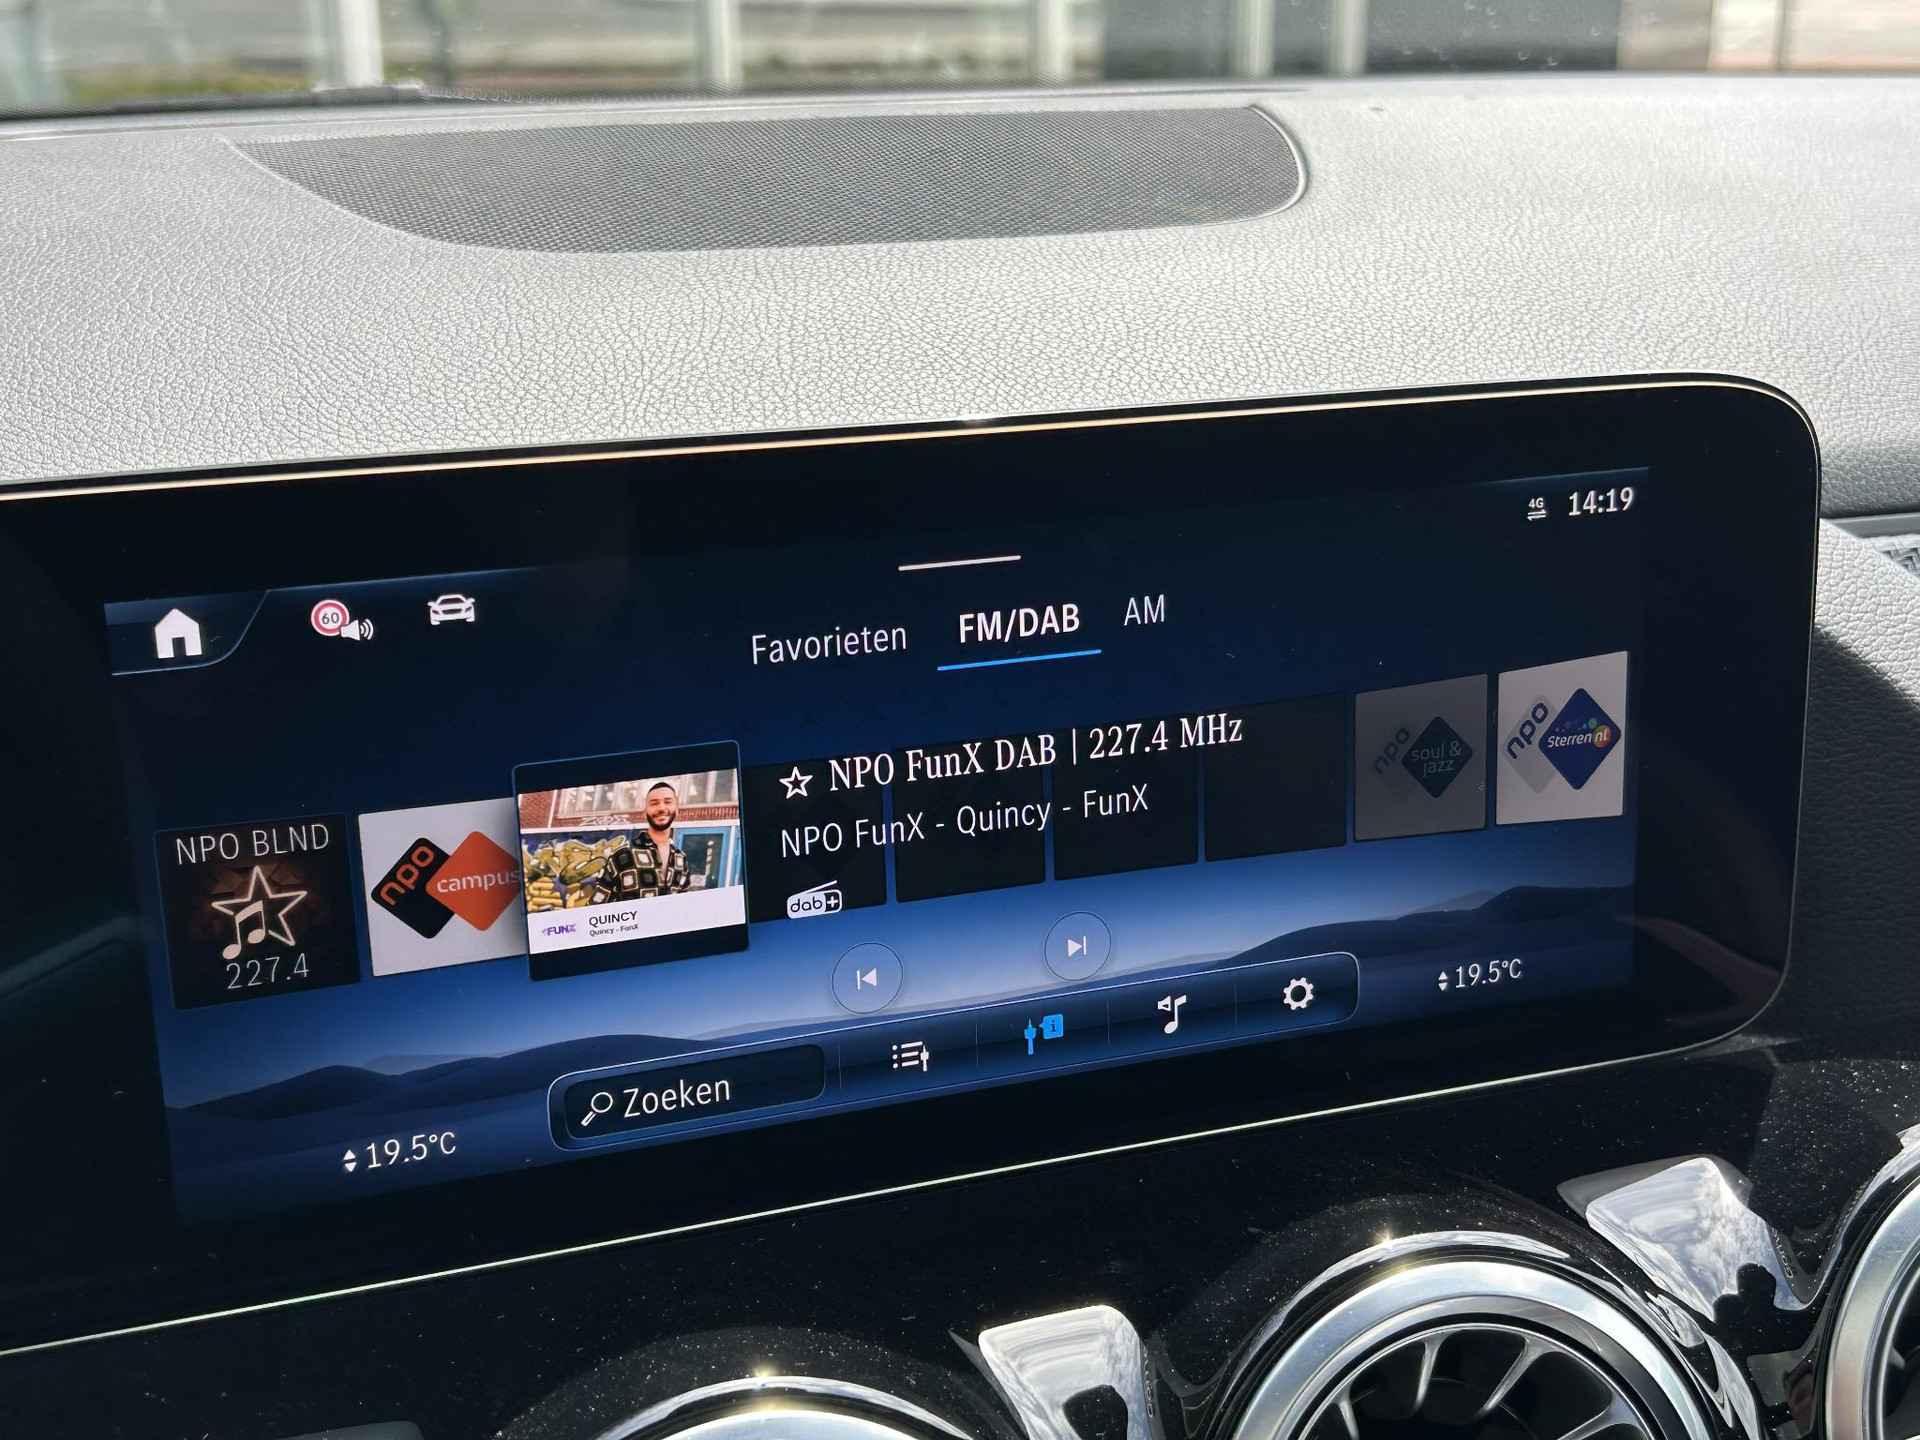 4G 14:19
60
Favorieten FM/DAB AM
NPO BLND
227.4
npo campus
QUINCY
FUNX Quincy - FunX
NPO FunX DAB | 227.4 MHz
NPO FunX - Quincy - FunX
dab+
npo soul & jazz
npo Sterren nl
Zoeken
19.5°C
19.5°C